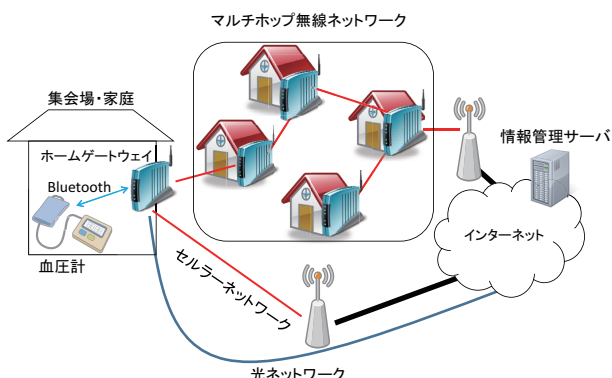 マルチホップ無線ネットワーク
集会場・家庭
ホームゲートウェイ
Bluetooth
血圧計
情報管理サーバ
インターネット
セルラーネットワーク
光ネットワーク